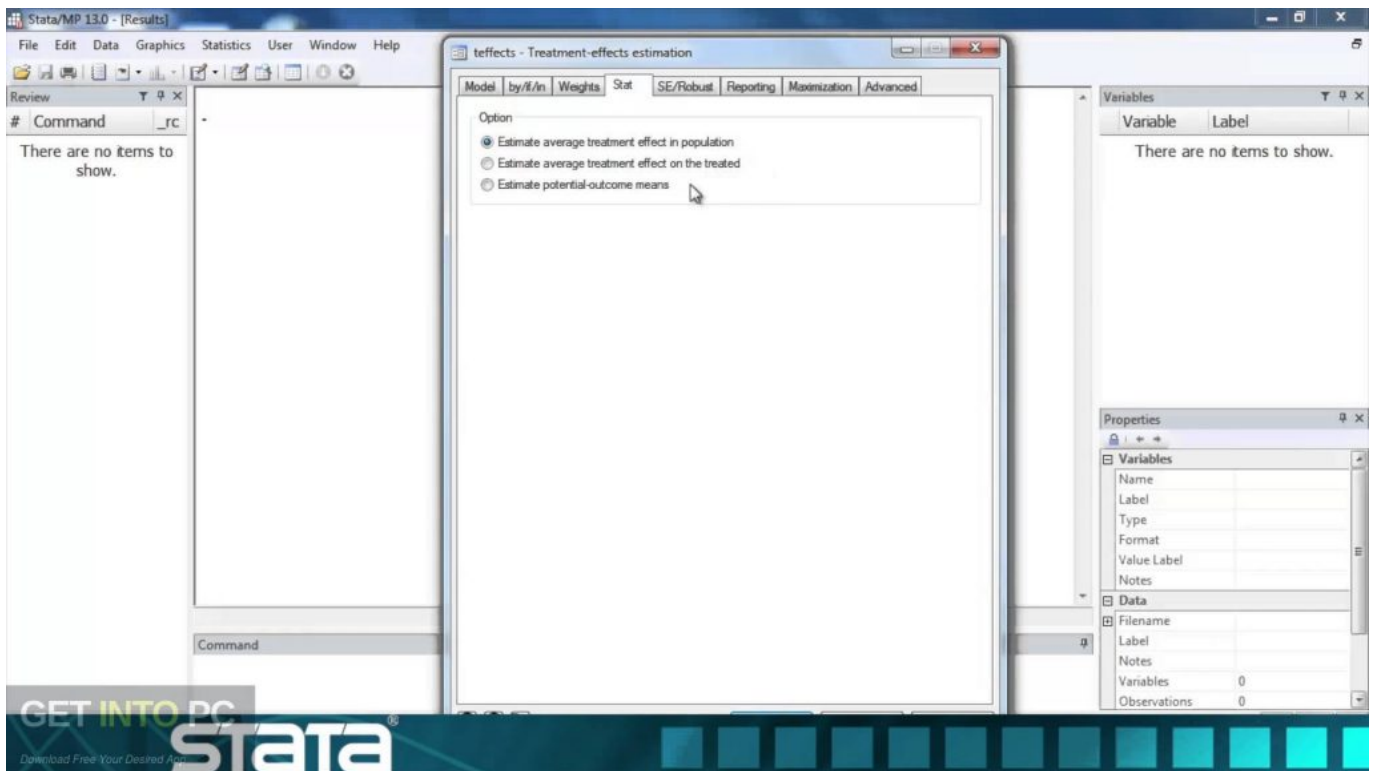 Stata/MP 13.0 - [Results]
File Edit Data Graphics Statistics User Window Help
Review
# Command _rc
There are no items to
show.
.
Command
teffects - Treatment-effects estimation
Model by/if/in Weights Stat SE/Robust Reporting Maximization Advanced
Option
Estimate average treatment effect in population
Estimate average treatment effect on the treated
Estimate potential-outcome means
Variables
Variable Label
There are no items to show.
Properties
Variables
Name
Label
Type
Format
Value Label
Notes
Data
Filename
Label
Notes
Variables 0
Observations 0
GET INTO PC
Download Free Your Desired App
stata®